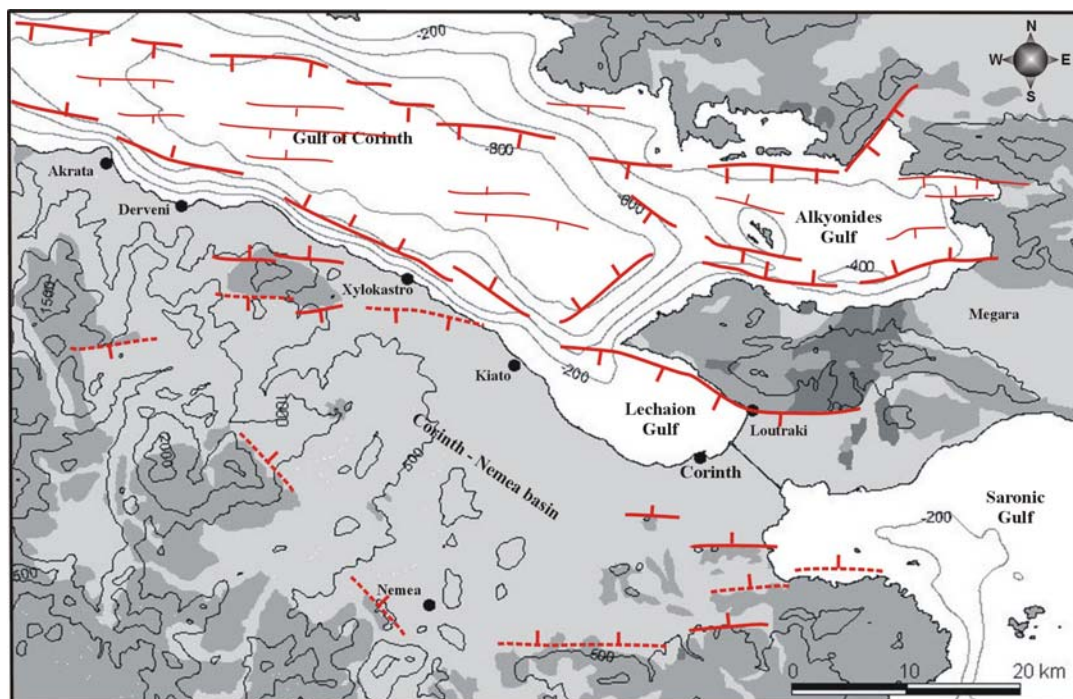 -200
N
W E
S
Gulf of Corinth
-800
Akrata
-600
Derveni
Alkyonides
Gulf
-400
Xylokastro
1500
Megara
Kiato
-200
1000
Lechaion
Gulf
Loutraki
2000
Corinth - Nemea basin
-500
Corinth
Saronic
Gulf
-200
Nemea
500
0 10 20 km